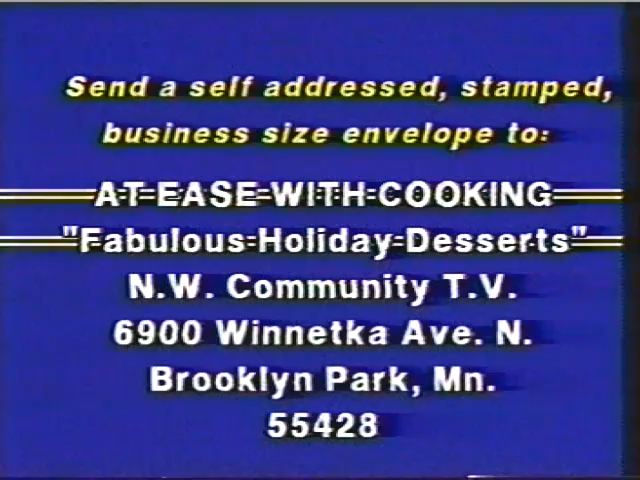 Send a self addressed, stamped,
business size envelope to:
AT EASE WITH COOKING
"Fabulous Holiday Desserts"
N.W. Community T.V.
6900 Winnetka Ave. N.
Brooklyn Park, Mn.
55428